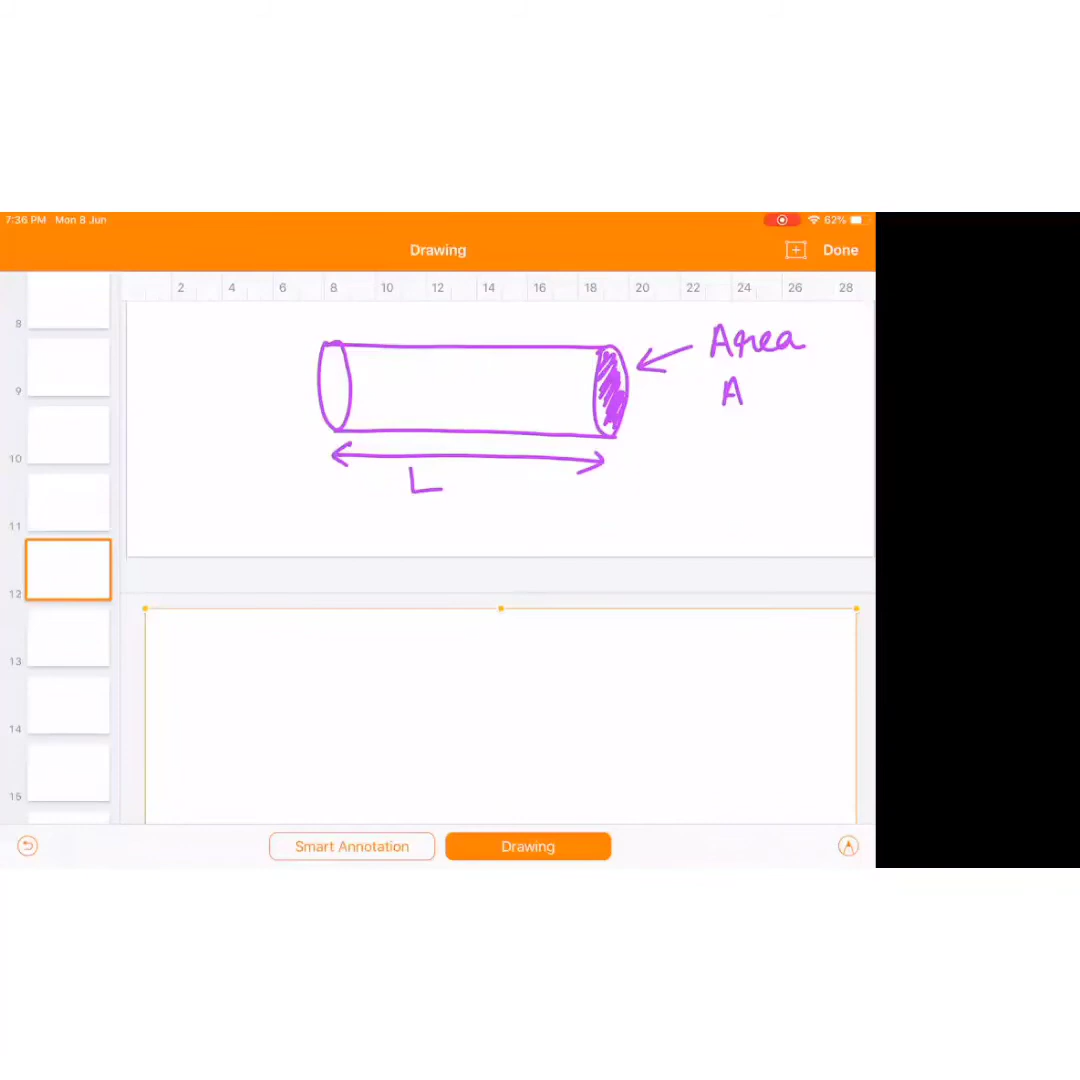 7:36 PM Mon 8 Jun
62%
Drawing
Done
2 4 6 8 10 12 14 16 18 20 22 24 26 28
8
9
10
11
12
13
14
15
Area
A
L
Smart Annotation
Drawing